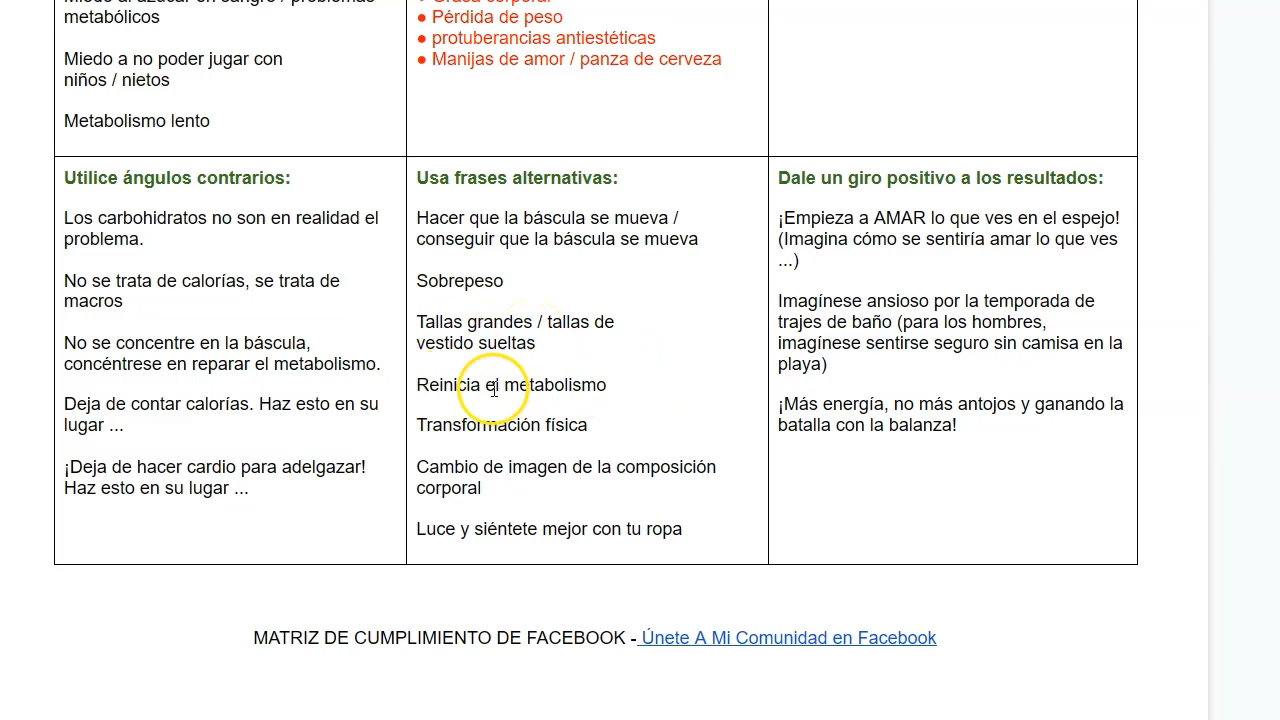 Miedo al azúcar en sangre / problemas
metabólicos
Miedo a no poder jugar con
niños / nietos
Metabolismo lento
● Grasa corporal
● Pérdida de peso
● protuberancias antiestéticas
● Manijas de amor / panza de cerveza
Utilice ángulos contrarios:
Los carbohidratos no son en realidad el
problema.
No se trata de calorías, se trata de
macros
No se concentre en la báscula,
concéntrese en reparar el metabolismo.
Deja de contar calorías. Haz esto en su
lugar ...
¡Deja de hacer cardio para adelgazar!
Haz esto en su lugar ...
Usa frases alternativas:
Hacer que la báscula se mueva /
conseguir que la báscula se mueva
Sobrepeso
Tallas grandes / tallas de
vestido sueltas
Reinicia el metabolismo
Transformación física
Cambio de imagen de la composición
corporal
Luce y siéntete mejor con tu ropa
Dale un giro positivo a los resultados:
¡Empieza a AMAR lo que ves en el espejo!
(Imagina cómo se sentiría amar lo que ves
...)
Imagínese ansioso por la temporada de
trajes de baño (para los hombres,
imagínese sentirse seguro sin camisa en la
playa)
¡Más energía, no más antojos y ganando la
batalla con la balanza!
MATRIZ DE CUMPLIMIENTO DE FACEBOOK - Únete A Mi Comunidad en Facebook